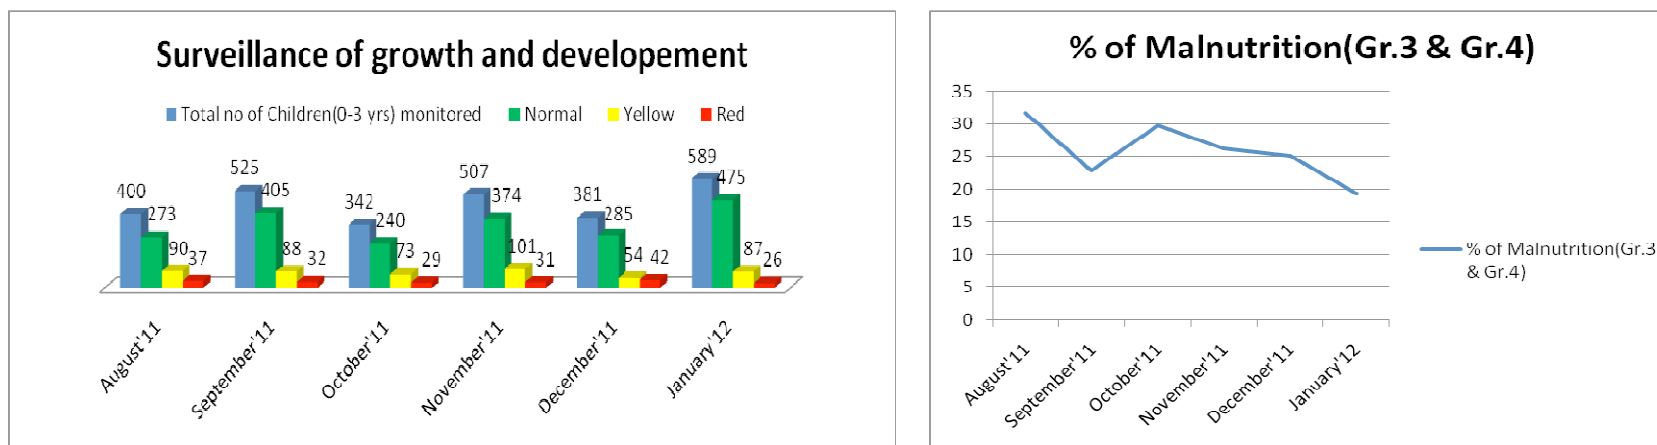 Surveillance of growth and developement
Total no of Children(0-3 yrs) monitored Normal Yellow Red
400 273 90 37
525 405 88 32
342 240 73 29
507 374 101 31
381 285 54 42
589 475 87 26
August'11 September'11 October'11 November'11 December'11 January'12
% of Malnutrition(Gr.3 & Gr.4)
35
30
25
20
15
10
5
0
August'11 September'11 October'11 November'11 December'11 January'12
% of Malnutrition(Gr.3
& Gr.4)